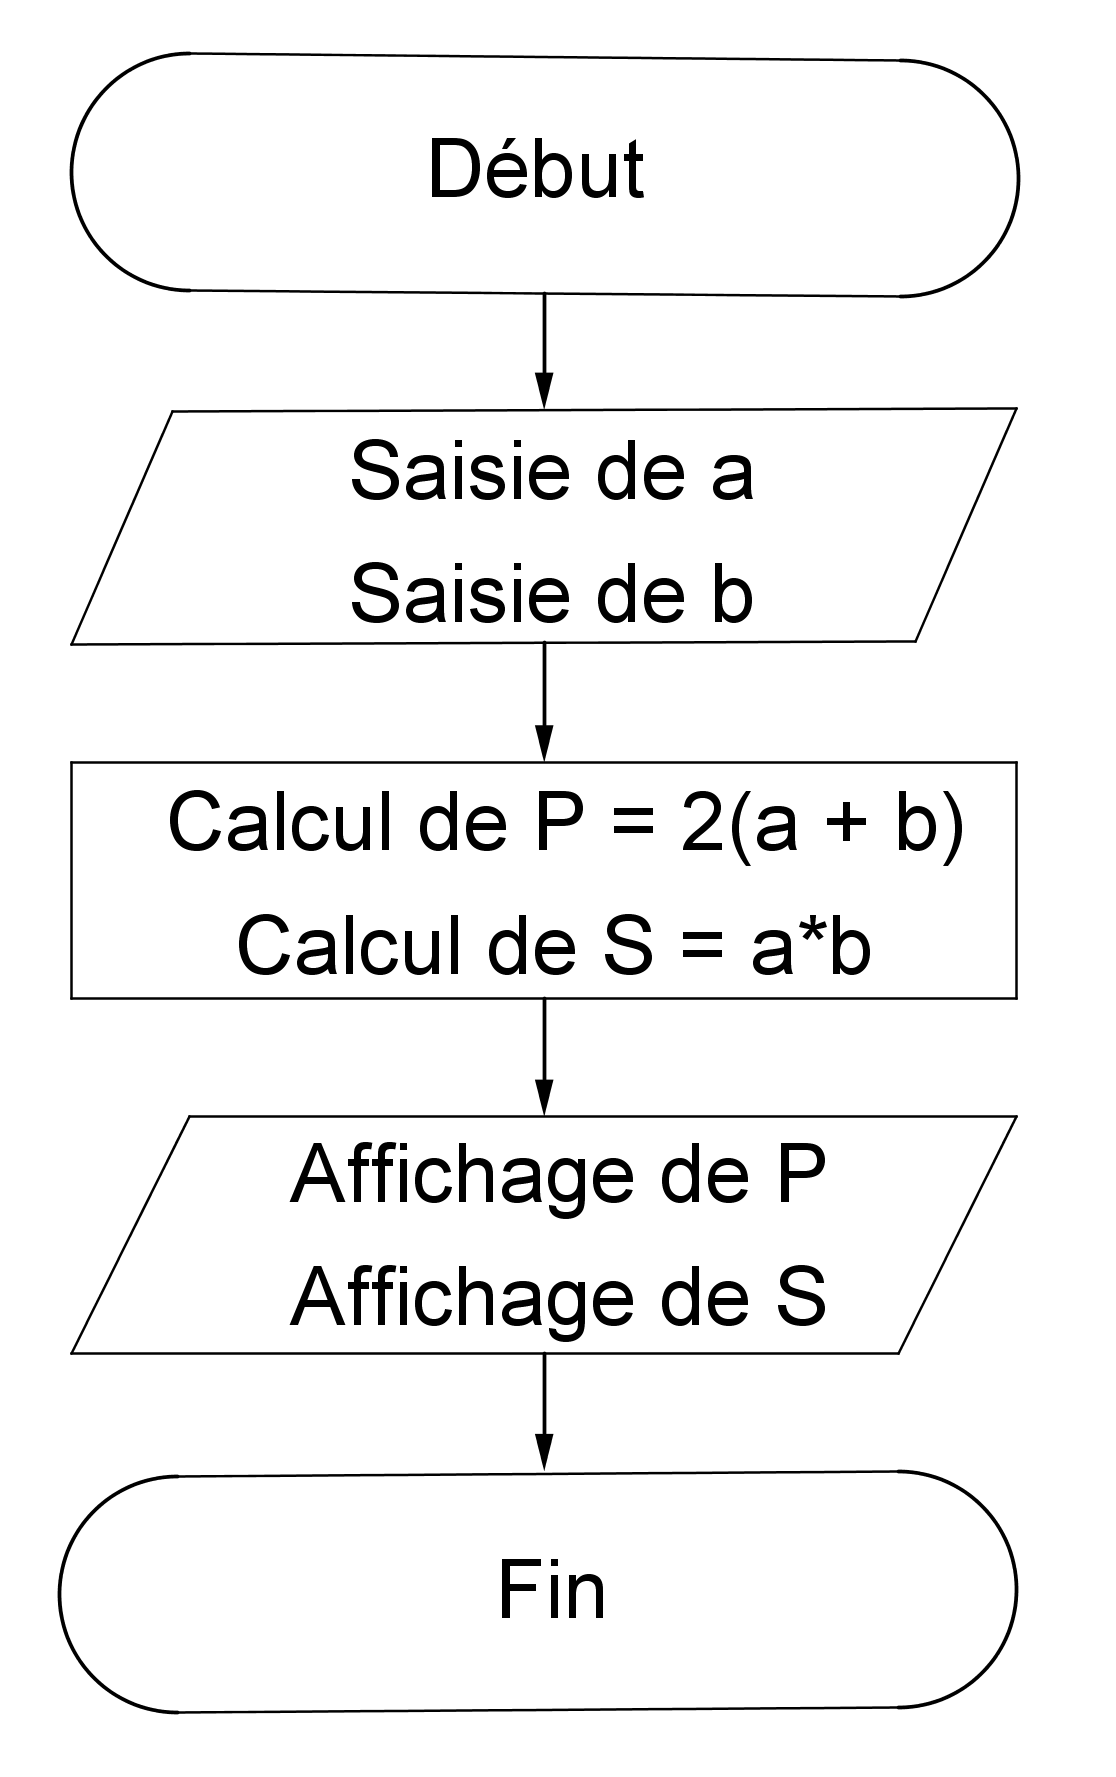 Début
Saisie de a
Saisie de b
Calcul de P = 2(a + b)
Calcul de S = a*b
Affichage de P
Affichage de S
Fin